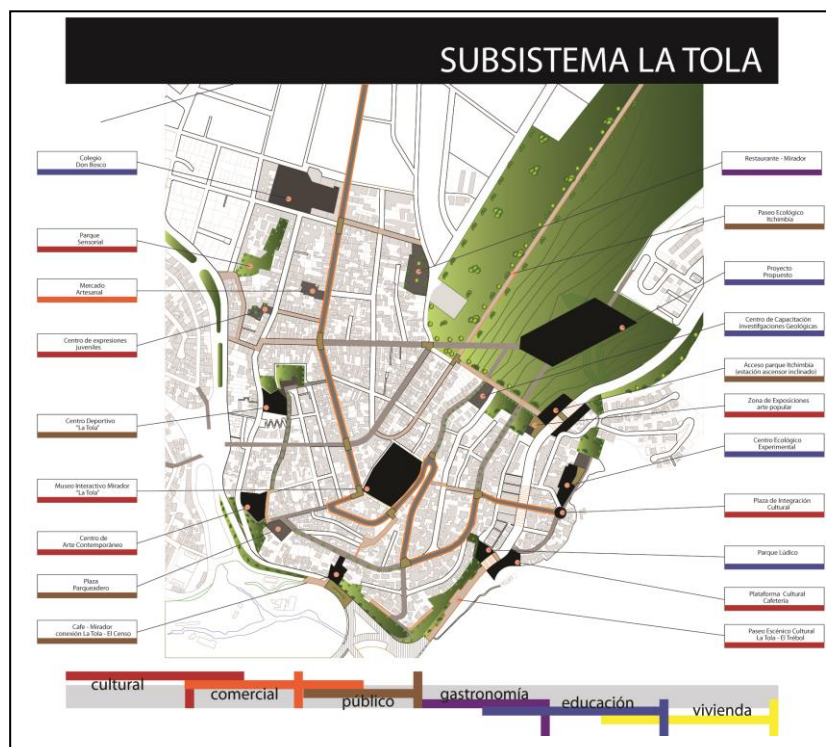 SUBSISTEMA LA TOLA
Colegio
Don Bosco
Parque
Sensorial
Mercado
Artesanal
Centro de expresiones
juveniles
Centro Deportivo
"La Tola"
Museo Interactivo Mirador
"La Tola"
Centro de
Arte Contemporáneo
Plaza
Parqueadero
Cafe - Mirador
conexión La Tola - El Censo
Restaurante - Mirador
Paseo Ecológico
Itchimbía
Proyecto
Propuesto
Centro de Capacitación
investifgaciones Geológicas
Acceso parque Itchimbía
(estación ascensor inclinado)
Zona de Exposiciones
arte popular
Centro Ecológico
Experimental
Plaza de Integración
Cultural
Parque Lúdico
Plataforma Cultural
Cafetería
Paseo Escénico Cultural
La Tola - El Trébol
cultural
comercial
público
gastronomía
educación
vivienda